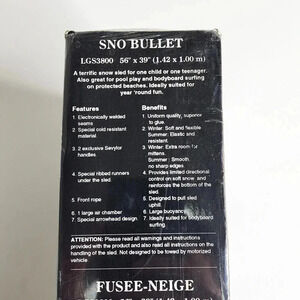 SNO BULLET
LGS3800 56" x 39" (1.42 x 1.00 m)
A terrific snow sled for one child or one teenager.
Also great for pool play and bodyboard surfing
on protected beaches. Ideally suited for
year 'round fun.
Features Benefits
1. Electronically welded seams 1. Uniform quality, superior to glue.
2. Special cold resistant material 2. Winter: Soft and flexible Summer: Elastic and resistant.
3. 2 exclusive Sevylor handles 3. Winter: Extra room for mittens. Summer: Smooth, no sharp edges.
4. Special ribbed runners under the sled. 4. Provides limited directional control on soft snow and reinforces the bottom of the sled.
5. Front rope 5. Designed to pull sled uphill.
6. 1 large air chamber 6. Large buoyancy
7. Special arrowhead design. 7. Ideally suited for bodyboard surfing.
ATTENTION: Please read all warnings and instructions
provided with the product and also read all instructions on the
handling of the sled. Not designed to be towed by motorized
vehicle.
FUSEE-NEIGE